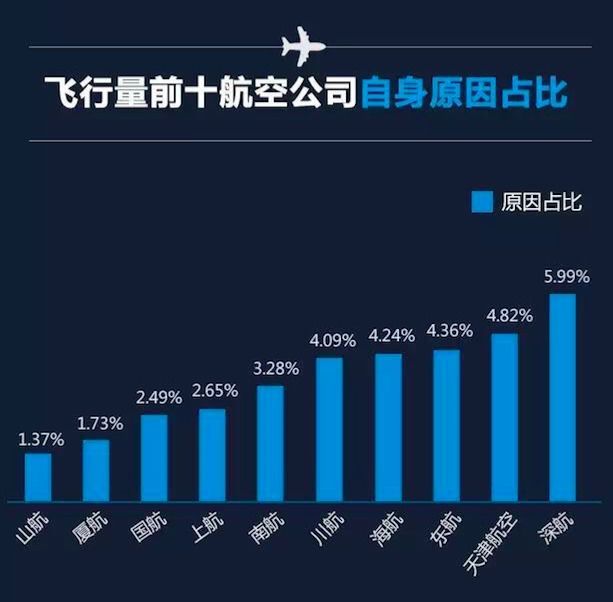 飞行量前十航空公司自身原因占比
原因占比
5.99%
4.82%
4.36%
4.24%
4.09%
3.28%
2.65%
2.49%
1.73%
1.37%
山航
厦航
国航
上航
南航
川航
海航
东航
天津航空
深航